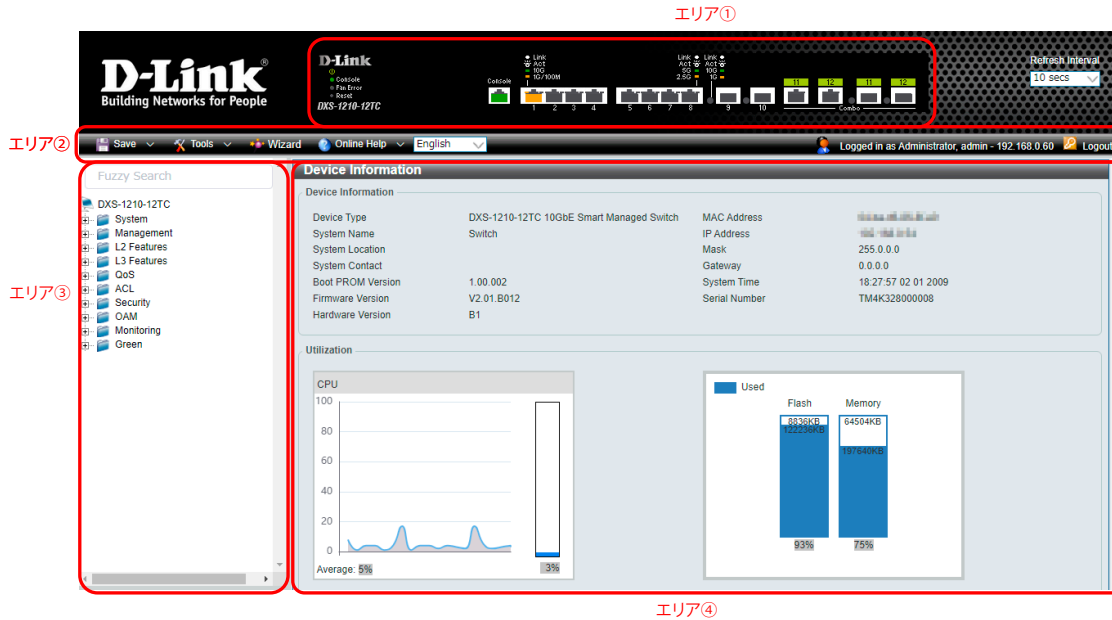 エリア①
D-Link®
Building Networks for People
D-Link
Console
Fan Error
Reset
DXS-1210-12TC
Console
Link
Act
10G
1G/100M
Link
Act
5G
2.5G
Link
Act
10G
1G
11 12 11 12
1 2 3 4 5 6 7 8 9 10 Combo
Refresh Interval
10 secs
エリア②
Save Tools Wizard Online Help English Logged in as Administrator, admin - 192.168.0.60 Logout
エリア③
Fuzzy Search
DXS-1210-12TC
System
Management
L2 Features
L3 Features
QoS
ACL
Security
OAM
Monitoring
Green
Device Information
Device Information
Device Type DXS-1210-12TC 10GbE Smart Managed Switch MAC Address
System Name Switch IP Address
System Location Mask 255.0.0.0
System Contact Gateway 0.0.0.0
Boot PROM Version 1.00.002 System Time 18:27:57 02 01 2009
Firmware Version V2.01.B012 Serial Number TM4K328000008
Hardware Version B1
Utilization
CPU
100
80
60
40
20
0
Average: 5% 3%
Used
Flash Memory
8836KB 64504KB
122236KB
197640KB
93% 75%
エリア④